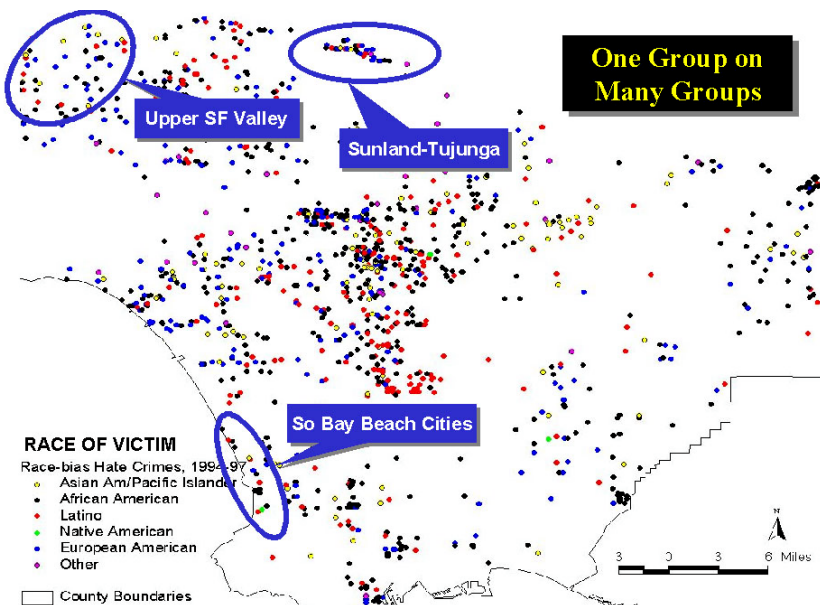 One Group on
Many Groups
Upper SF Valley
Sunland-Tujunga
So Bay Beach Cities
RACE OF VICTIM
Race-bias Hate Crimes, 1994-97
Asian Am/Pacific Islander
African American
Latino
Native American
European American
Other
County Boundaries
N
3 0 3 6 Miles